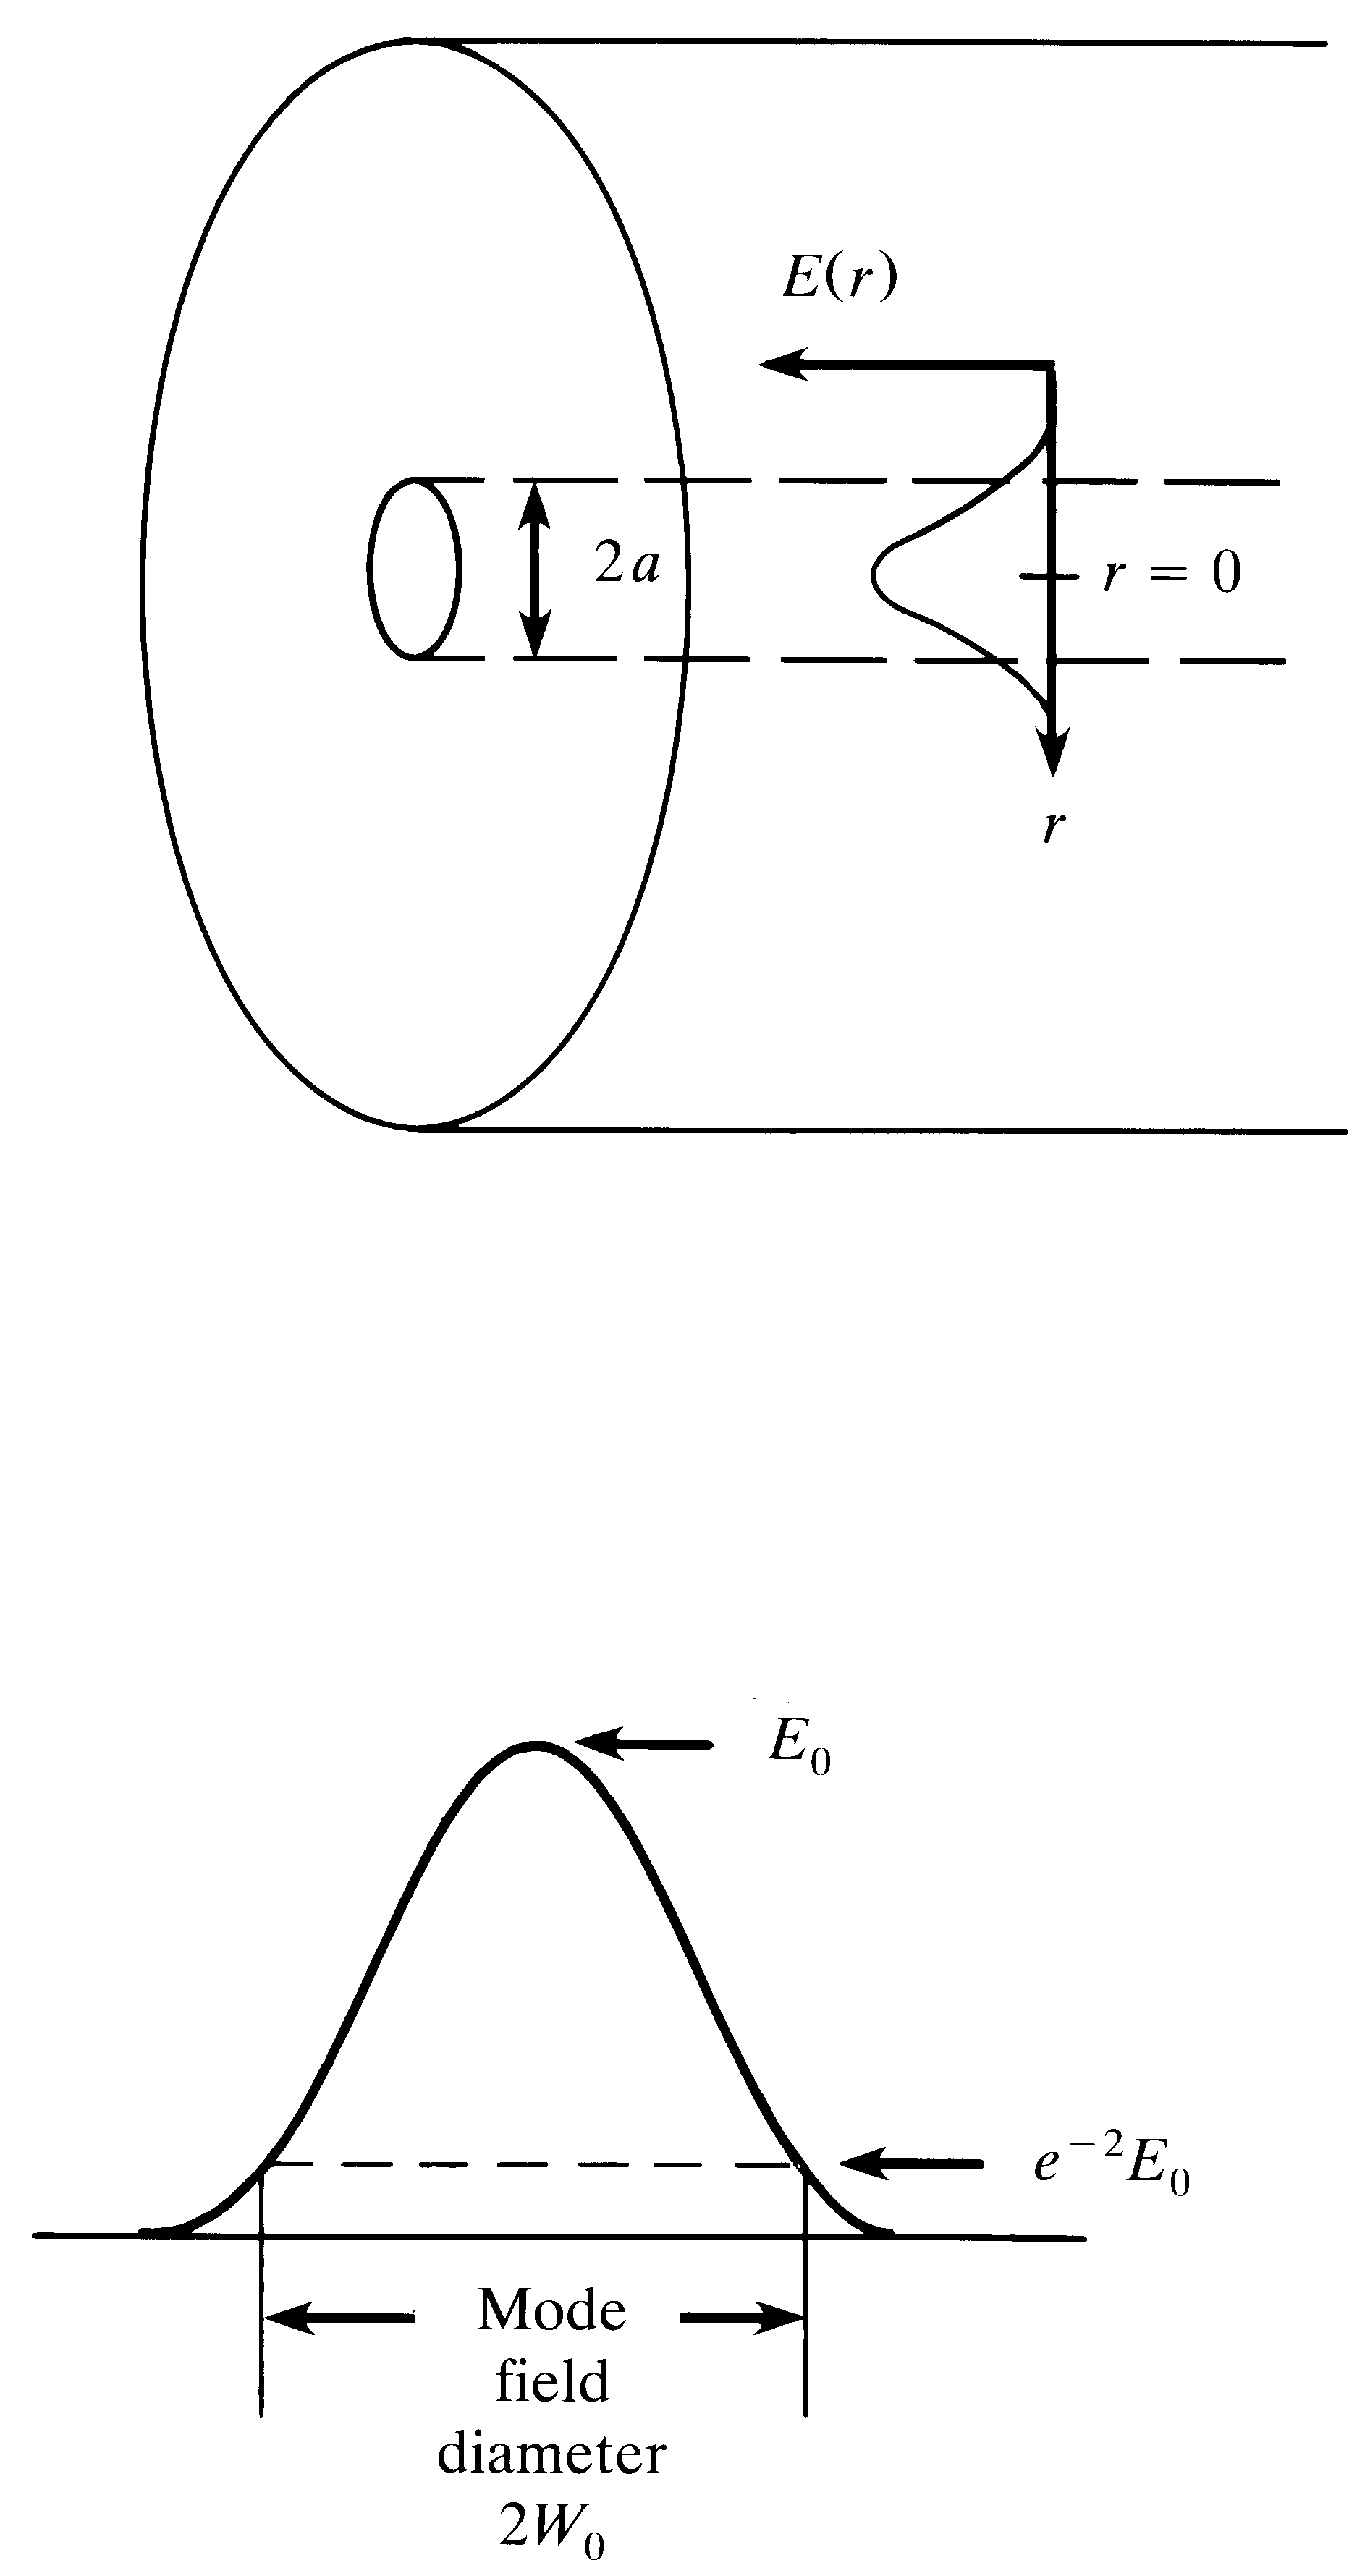 E(r)
2a
r = 0
r
E₀
e⁻²E₀
Mode
field
diameter
2W₀